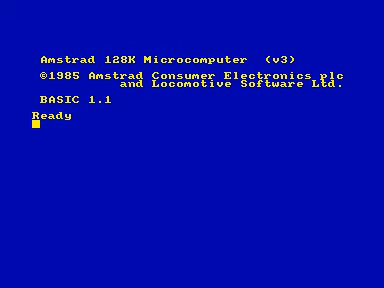 Amstrad 128K Microcomputer (v3)
©1985 Amstrad Consumer Electronics plc
and Locomotive Software Ltd.
BASIC 1.1
Ready